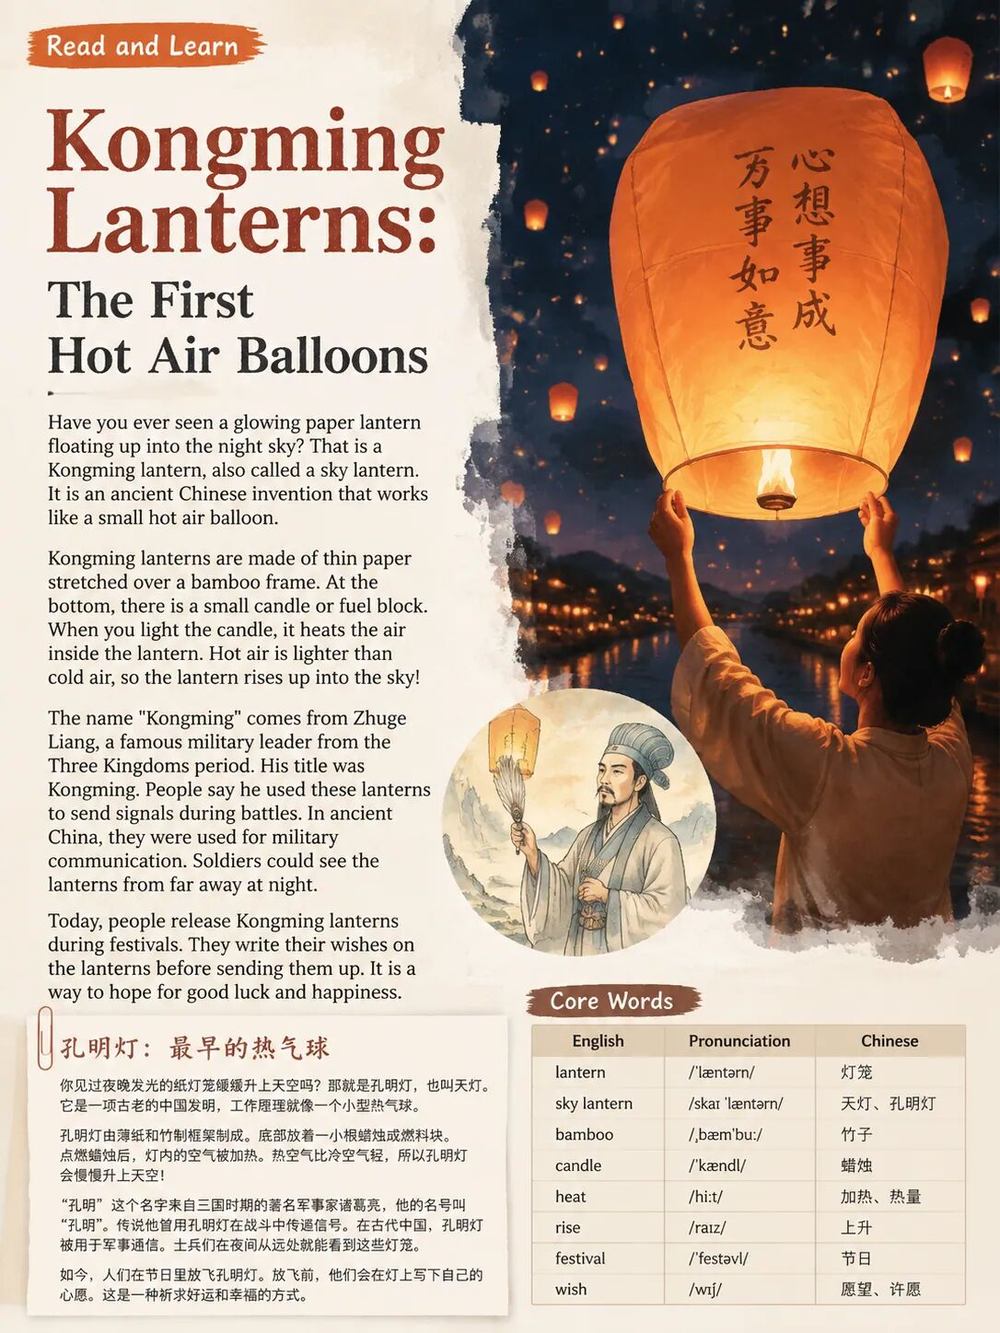 Read and Learn
Kongming
Lanterns:
The First
Hot Air Balloons
Have you ever seen a glowing paper lantern
floating up into the night sky? That is a
Kongming lantern, also called a sky lantern.
It is an ancient Chinese invention that works
like a small hot air balloon.
Kongming lanterns are made of thin paper
stretched over a bamboo frame. At the
bottom, there is a small candle or fuel block.
When you light the candle, it heats the air
inside the lantern. Hot air is lighter than
cold air, so the lantern rises up into the sky!
The name "Kongming" comes from Zhuge
Liang, a famous military leader from the
Three Kingdoms period. His title was
Kongming. People say he used these lanterns
to send signals during battles. In ancient
China, they were used for military
communication. Soldiers could see the
lanterns from far away at night.
Today, people release Kongming lanterns
during festivals. They write their wishes on
the lanterns before sending them up. It is a
way to hope for good luck and happiness.
心想事成
万事如意
孔明灯：最早的热气球
你见过夜晚发光的纸灯笼缓缓升上天空吗？那就是孔明灯，也叫天灯。
它是一项古老的中国发明，工作原理就像一个小型热气球。
孔明灯由薄纸和竹制框架制成。底部放着一小根蜡烛或燃料块。
点燃蜡烛后，灯内的空气被加热。热空气比冷空气轻，所以孔明灯
会慢慢升上天空！
“孔明”这个名字来自三国时期的著名军事家诸葛亮，他的名号叫
“孔明”。传说他曾用孔明灯在战斗中传递信号。在古代中国，孔明灯
被用于军事通信。士兵们在夜间从远处就能看到这些灯笼。
如今，人们在节日里放飞孔明灯。放飞前，他们会在灯上写下自己的
心愿。这是一种祈求好运和幸福的方式。
Core Words
English Pronunciation Chinese
lantern /ˈlæntərn/ 灯笼
sky lantern /skaɪ ˈlæntərn/ 天灯、孔明灯
bamboo /ˌbæmˈbuː/ 竹子
candle /ˈkændl/ 蜡烛
heat /hiːt/ 加热、热量
rise /raɪz/ 上升
festival /ˈfestəvl/ 节日
wish /wɪʃ/ 愿望、许愿